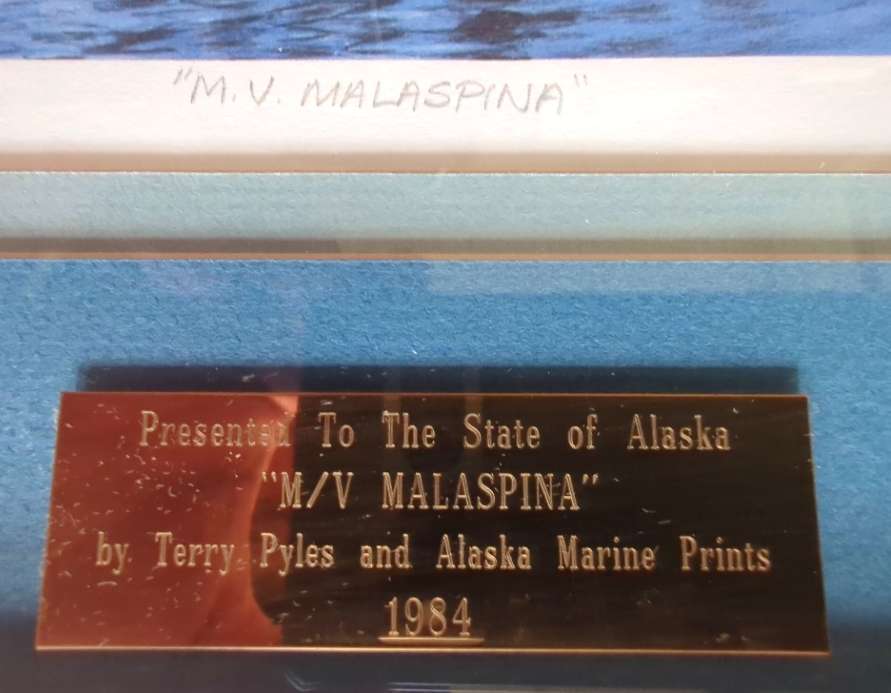 "M.V. MALASPINA"
Presented To The State of Alaska
"M/V MALASPINA"
by Terry Pyles and Alaska Marine Prints
1984